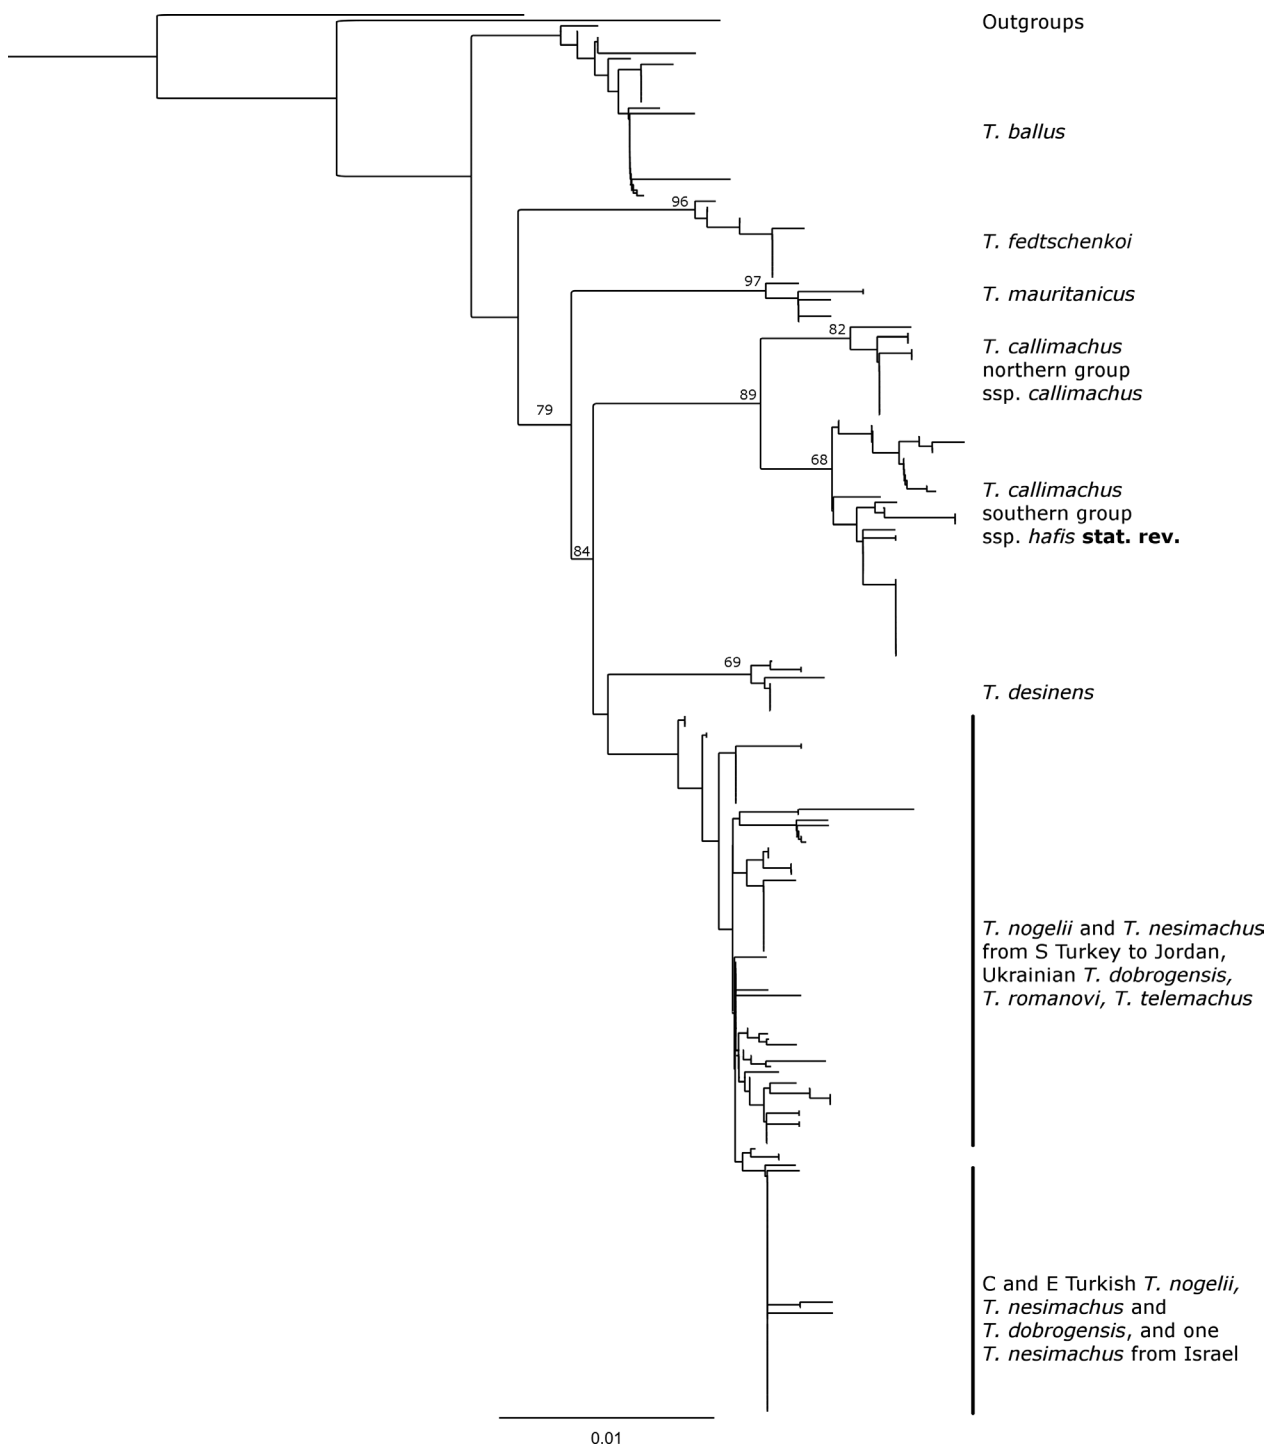 Outgroups
T. ballus
96
T. fedtschenkoi
97
T. mauritanicus
82
T. callimachus
northern group
ssp. callimachus
89
79
68
T. callimachus
southern group
ssp. hafis stat. rev.
84
69
T. desinens
T. nogelii and T. nesimachus
from S Turkey to Jordan,
Ukrainian T. dobrogensis,
T. romanovi, T. telemachus
C and E Turkish T. nogelii,
T. nesimachus and
T. dobrogensis, and one
T. nesimachus from Israel
0.01